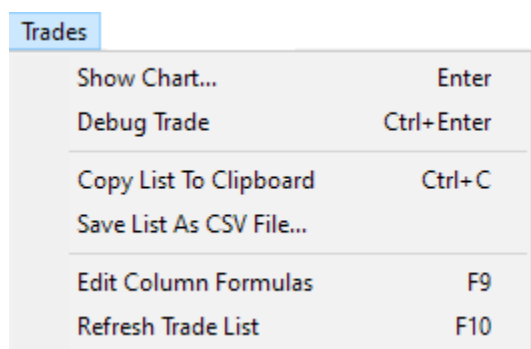 Trades
Show Chart... Enter
Debug Trade Ctrl+Enter
Copy List To Clipboard Ctrl+C
Save List As CSV File...
Edit Column Formulas F9
Refresh Trade List F10